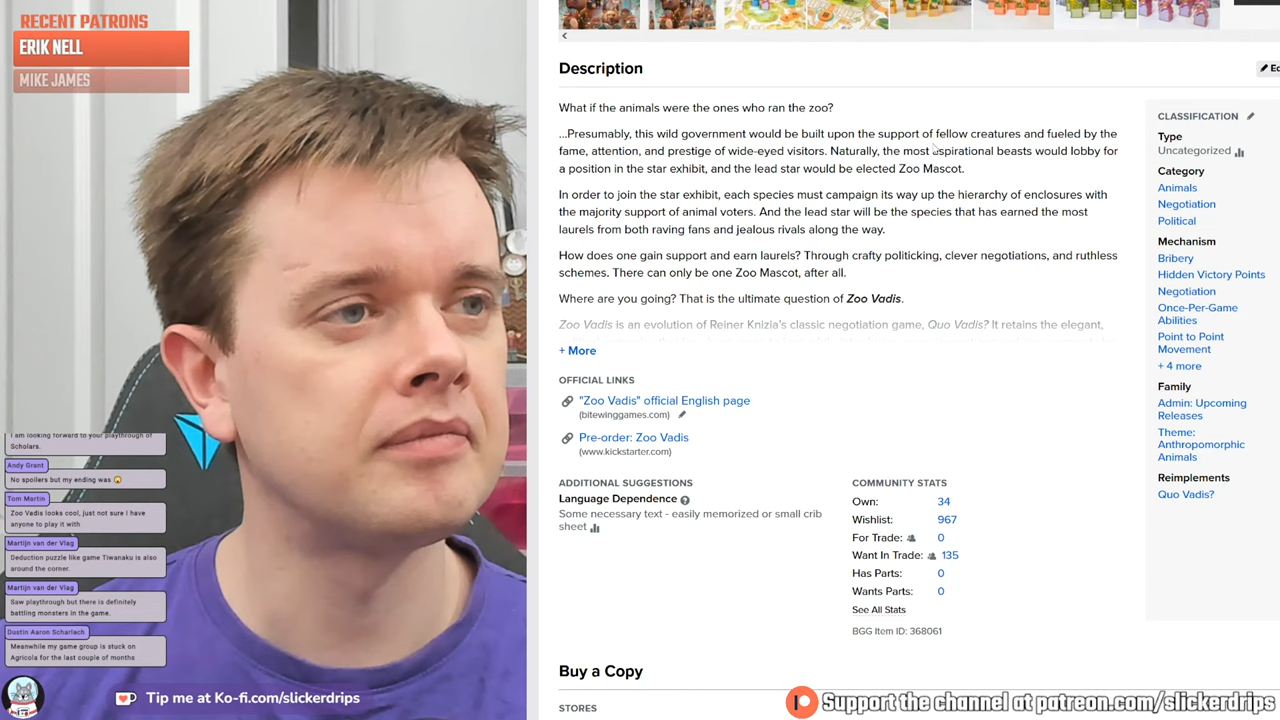 RECENT PATRONS
ERIK NELL
MIKE JAMES
I am looking forward to your playthrough of
Scholars.
Andy Grant
No spoilers but my ending was 😱
Tom Martin
Zoo Vadis looks cool, just not sure I have
anyone to play it with
Martijn van der Vlag
Deduction puzzle like game Tiwanaku is also
around the corner.
Martijn van der Vlag
Saw playthrough but there is definitely
battling monsters in the game.
Dustin Aaron Scharlach
Meanwhile my game group is stuck on
Agricola for the last couple of months
Tip me at Ko-fi.com/slickerdrips
Description
What if the animals were the ones who ran the zoo?
...Presumably, this wild government would be built upon the support of fellow creatures and fueled by the
fame, attention, and prestige of wide-eyed visitors. Naturally, the most aspirational beasts would lobby for
a position in the star exhibit, and the lead star would be elected Zoo Mascot.
In order to join the star exhibit, each species must campaign its way up the hierarchy of enclosures with
the majority support of animal voters. And the lead star will be the species that has earned the most
laurels from both raving fans and jealous rivals along the way.
How does one gain support and earn laurels? Through crafty politicking, clever negotiations, and ruthless
schemes. There can only be one Zoo Mascot, after all.
Where are you going? That is the ultimate question of Zoo Vadis.
Zoo Vadis is an evolution of Reiner Knizia's classic negotiation game, Quo Vadis? It retains the elegant,
+ More
OFFICIAL LINKS
"Zoo Vadis" official English page
(bitewinggames.com)
Pre-order: Zoo Vadis
(www.kickstarter.com)
ADDITIONAL SUGGESTIONS
Language Dependence
Some necessary text - easily memorized or small crib
sheet
COMMUNITY STATS
Own: 34
Wishlist: 967
For Trade: 0
Want In Trade: 135
Has Parts: 0
Wants Parts: 0
See All Stats
BGG Item ID: 368061
Buy a Copy
STORES
CLASSIFICATION
Type
Uncategorized
Category
Animals
Negotiation
Political
Mechanism
Bribery
Hidden Victory Points
Negotiation
Once-Per-Game
Abilities
Point to Point
Movement
+ 4 more
Family
Admin: Upcoming
Releases
Theme:
Anthropomorphic
Animals
Reimplements
Quo Vadis?
Support the channel at patreon.com/slickerdrips